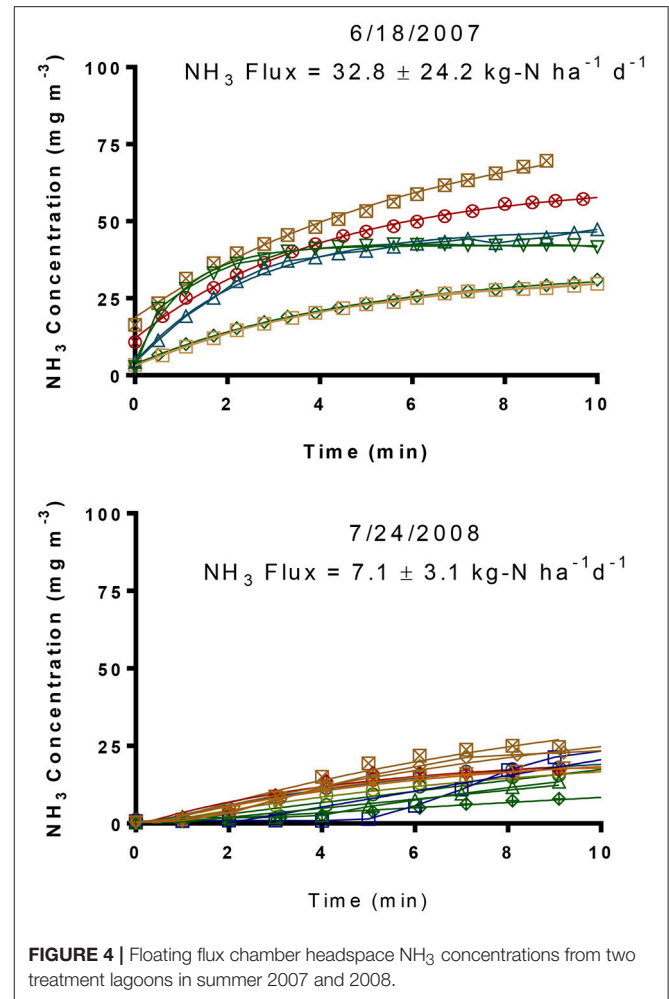 6/18/2007
NH₃ Flux = 32.8 ± 24.2 kg-N ha⁻¹ d⁻¹
NH₃ Concentration (mg m⁻³)
100
75
50
25
0
0 2 4 6 8 10
Time (min)
7/24/2008
NH₃ Flux = 7.1 ± 3.1 kg-N ha⁻¹d⁻¹
NH₃ Concentration (mg m⁻³)
100
75
50
25
0
0 2 4 6 8 10
Time (min)
FIGURE 4 | Floating flux chamber headspace NH₃ concentrations from two
treatment lagoons in summer 2007 and 2008.